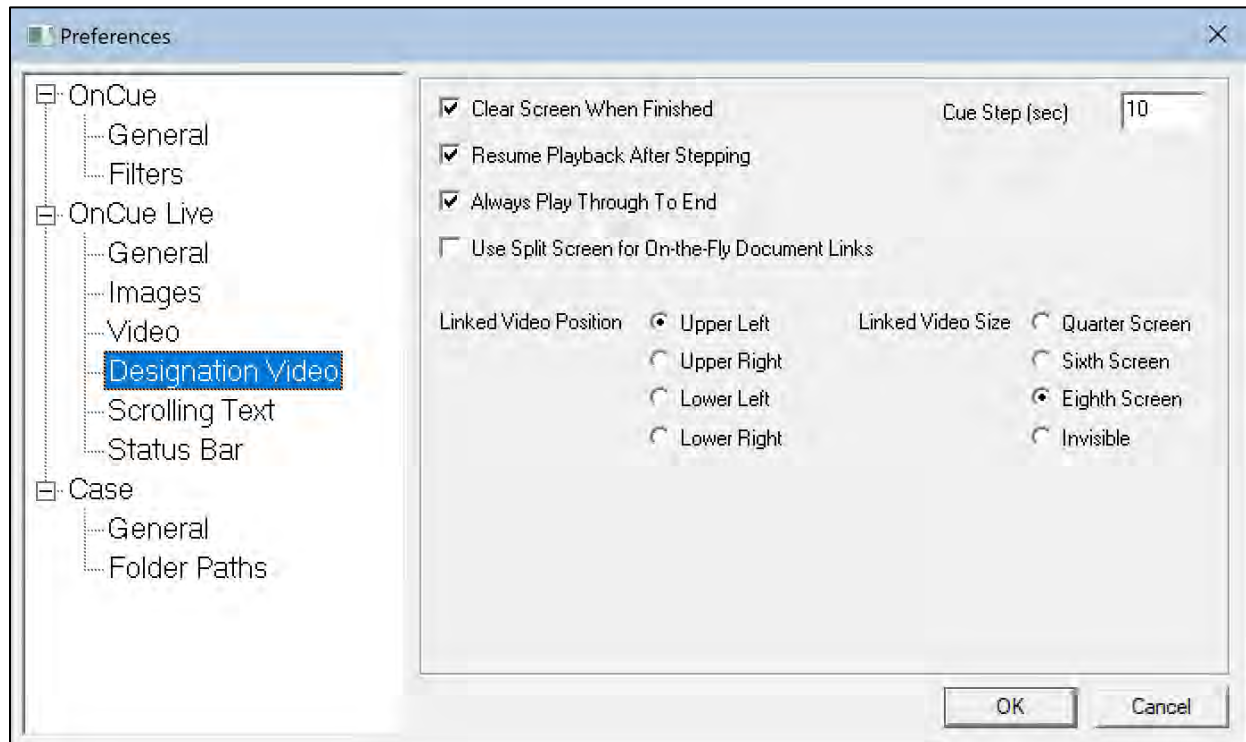 Preferences
OnCue
General
Filters
OnCue Live
General
Images
Video
Designation Video
Scrolling Text
Status Bar
Case
General
Folder Paths
Clear Screen When Finished
Cue Step (sec) 10
Resume Playback After Stepping
Always Play Through To End
Use Split Screen for On-the-Fly Document Links
Linked Video Position
Upper Left
Upper Right
Lower Left
Lower Right
Linked Video Size
Quarter Screen
Sixth Screen
Eighth Screen
Invisible
OK
Cancel